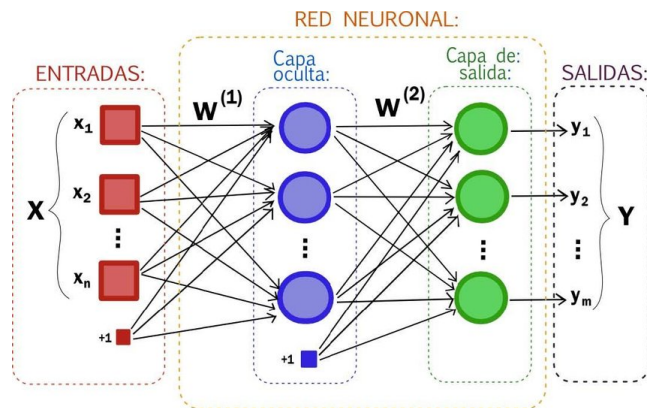 RED NEURONAL:
ENTRADAS:
Capa
oculta:
Capa de:
salida:
SALIDAS:
W(1)
W(2)
x1
x2
xn
+1
X
+1
y1
y2
ym
Y